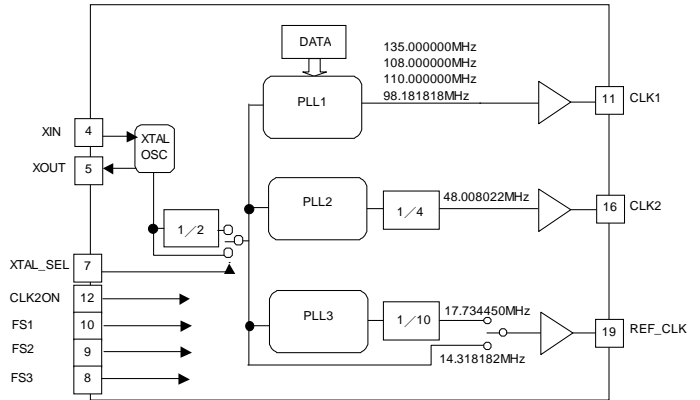 DATA
135.000000MHz
108.000000MHz
110.000000MHz
98.181818MHz
PLL1
11
CLK1
XIN
4
XTAL
OSC
XOUT
5
PLL2
1/4
48.008022MHz
16
CLK2
1/2
XTAL_SEL
7
CLK2ON
12
FS1
10
FS2
9
FS3
8
PLL3
1/10
17.734450MHz
14.318182MHz
19
REF_CLK